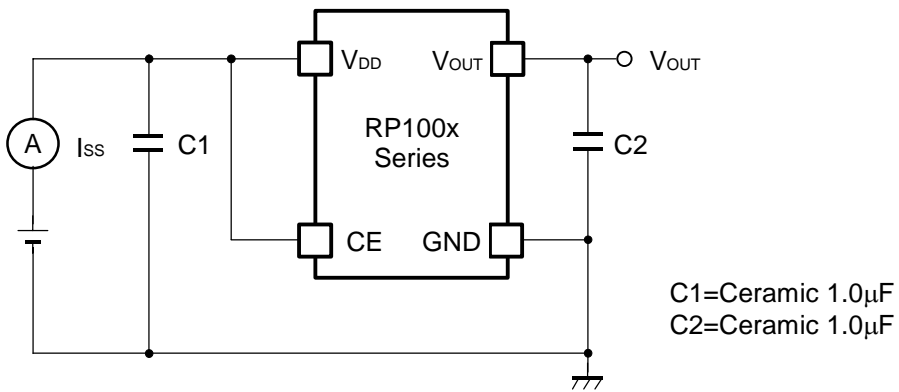 VDD
VOUT
VOUT
RP100x
Series
A
ISS
C1
C2
CE
GND
C1=Ceramic 1.0μF
C2=Ceramic 1.0μF